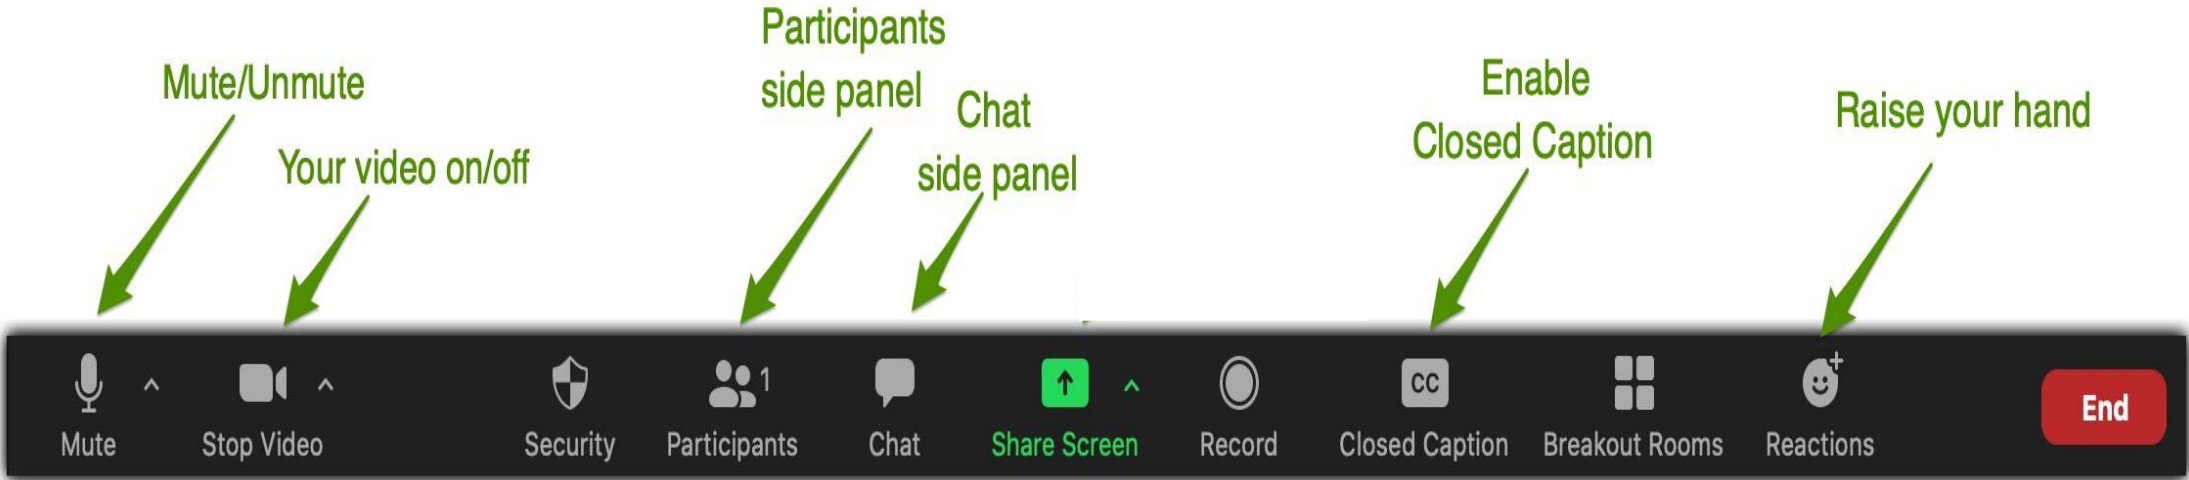 Participants
side panel
Mute/Unmute
Your video on/off
Chat
side panel
Enable
Closed Caption
Raise your hand
1
CC
Mute
Stop Video
Security
Participants
Chat
Share Screen
Record
Closed Caption
Breakout Rooms
Reactions
End